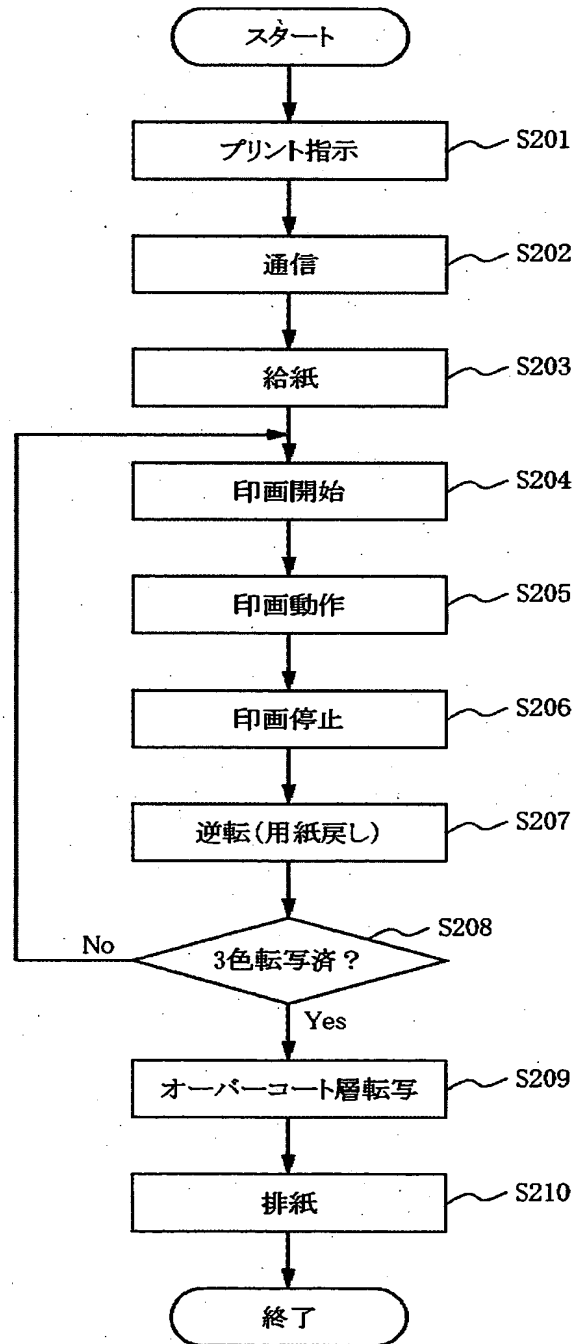 スタート
プリント指示
S201
通信
S202
給紙
S203
印画開始
S204
印画動作
S205
印画停止
S206
逆転(用紙戻し)
S207
3色転写済？
S208
No
Yes
オーバーコート層転写
S209
排紙
S210
終了